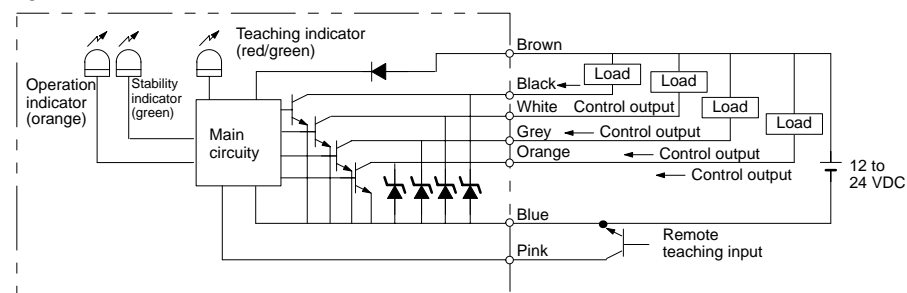 Teaching indicator
(red/green)
Operation
indicator
(orange)
Stability
indicator
(green)
Main
circuity
Brown
Black
White
Grey
Orange
Blue
Pink
Load
Load
Load
Load
Control output
Control output
Control output
Control output
12 to
24 VDC
Remote
teaching input